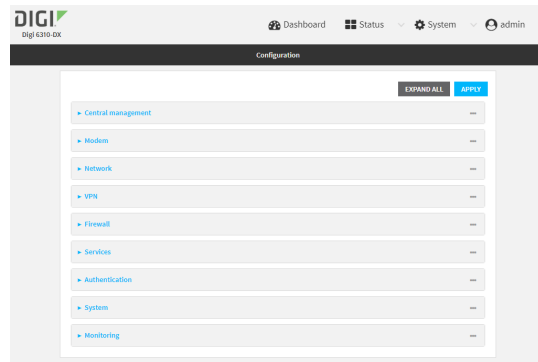 DIGI
Digi 6310-DX
Dashboard Status System admin
Configuration
EXPAND ALL APPLY
Central management
Modem
Network
VPN
Firewall
Services
Authentication
System
Monitoring